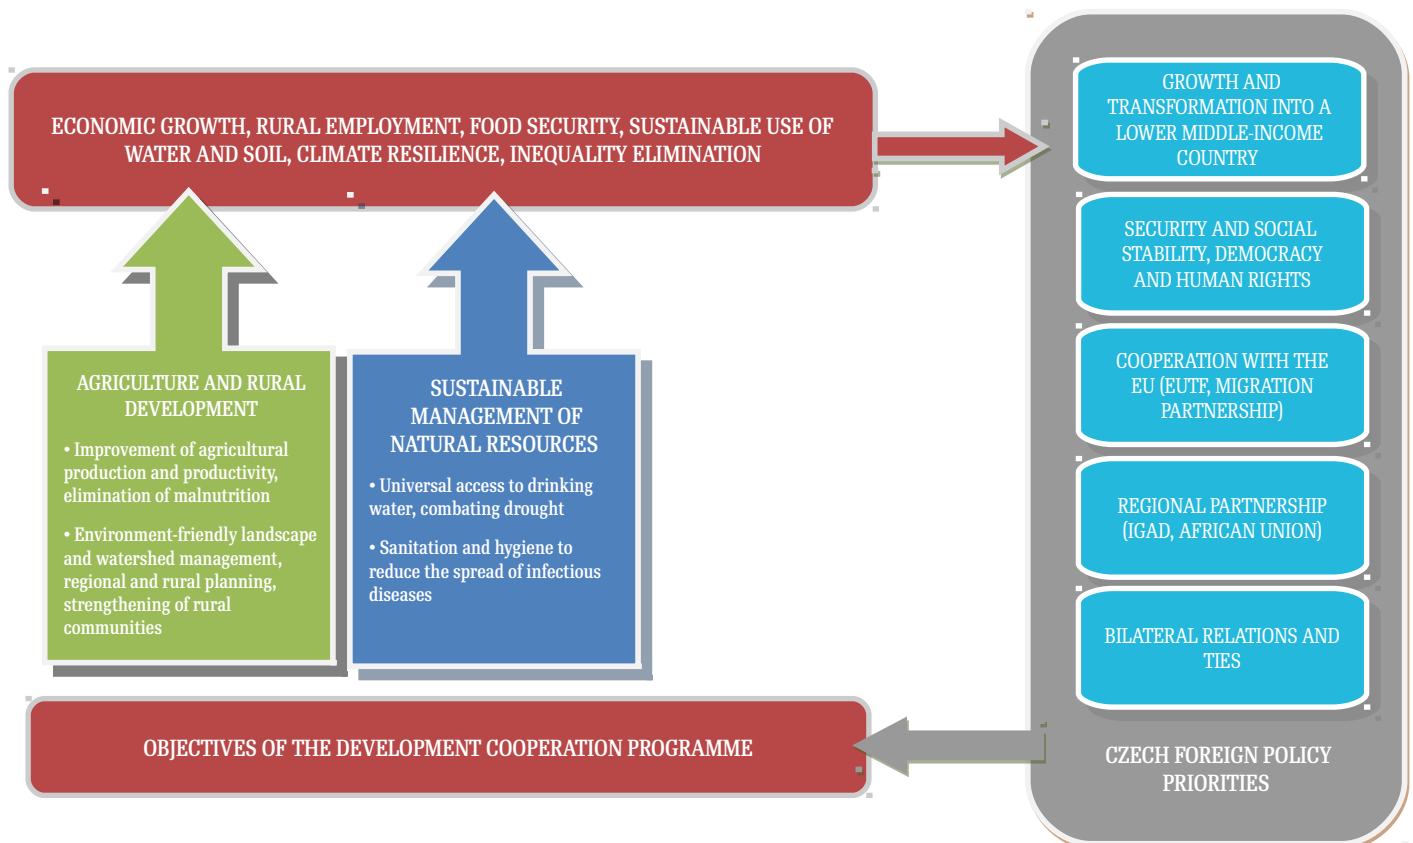 ECONOMIC GROWTH, RURAL EMPLOYMENT, FOOD SECURITY, SUSTAINABLE USE OF
WATER AND SOIL, CLIMATE RESILIENCE, INEQUALITY ELIMINATION
AGRICULTURE AND RURAL
DEVELOPMENT
• Improvement of agricultural
production and productivity,
elimination of malnutrition
• Environment-friendly landscape
and watershed management,
regional and rural planning,
strengthening of rural
communities
SUSTAINABLE
MANAGEMENT OF
NATURAL RESOURCES
• Universal access to drinking
water, combating drought
• Sanitation and hygiene to
reduce the spread of infectious
diseases
OBJECTIVES OF THE DEVELOPMENT COOPERATION PROGRAMME
GROWTH AND
TRANSFORMATION INTO A
LOWER MIDDLE-INCOME
COUNTRY
SECURITY AND SOCIAL
STABILITY, DEMOCRACY
AND HUMAN RIGHTS
COOPERATION WITH THE
EU (EUTF, MIGRATION
PARTNERSHIP)
REGIONAL PARTNERSHIP
(IGAD, AFRICAN UNION)
BILATERAL RELATIONS AND
TIES
CZECH FOREIGN POLICY
PRIORITIES